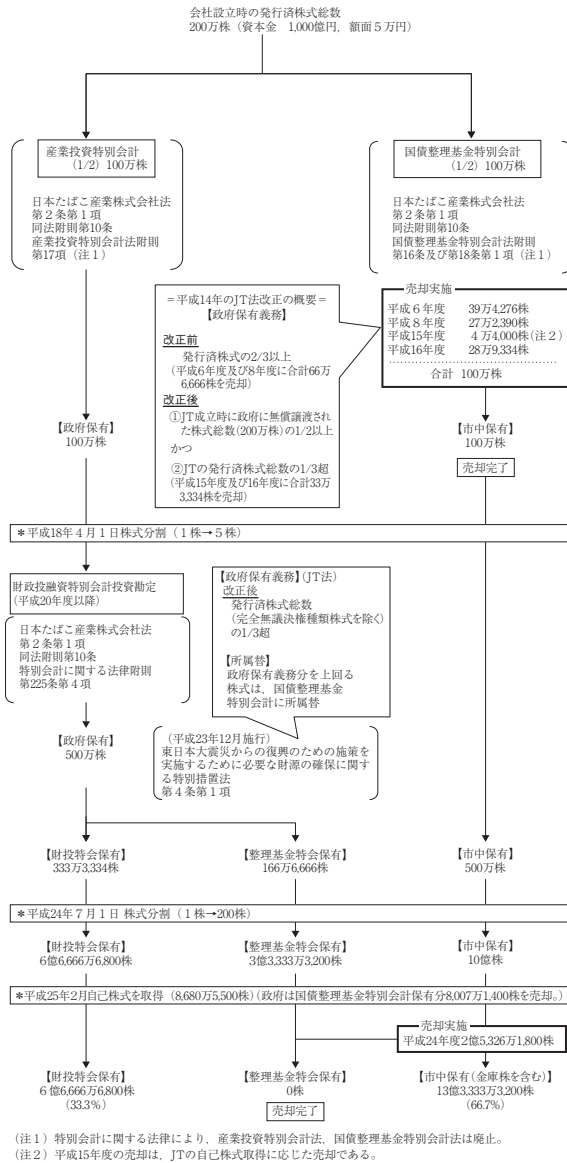 会社設立時の発行済株式総数
200万株（資本金　1,000億円，額面５万円）
産業投資特別会計
(1/2) 100万株
日本たばこ産業株式会社法
第２条第１項
同法附則第10条
産業投資特別会計法附則
第17項（注１）
国債整理基金特別会計
(1/2) 100万株
日本たばこ産業株式会社法
第２条第１項
同法附則第10条
国債整理基金特別会計法附則
第16条及び第18条第１項（注１）
売却実施
平成６年度　39万4,276株
平成８年度　27万2,390株
平成15年度　４万4,000株(注２)
平成16年度　28万9,334株
合計　100万株
＝平成14年のJT法改正の概要＝
【政府保有義務】
改正前
発行済株式の2/3以上
(平成６年度及び８年度に合計66万
6,666株を売却)
改正後
①JT成立時に政府に無償譲渡され
た株式総数(200万株)の1/2以上
かつ
②JTの発行済株式総数の1/3超
(平成15年度及び16年度に合計33万
3,334株を売却)
【政府保有】
100万株
【市中保有】
100万株
売却完了
＊平成18年４月１日株式分割（１株→５株）
財政投融資特別会計投資勘定
(平成20年度以降)
日本たばこ産業株式会社法
第２条第１項
同法附則第10条
特別会計に関する法律附則
第225条第４項
【政府保有義務】(JT法)
改正後
発行済株式総数
(完全無議決権種類株式を除く)
の1/3超
【所属替】
政府保有義務分を上回る
株式は，国債整理基金
特別会計に所属替
【政府保有】
500万株
(平成23年12月施行)
東日本大震災からの復興のための施策を
実施するために必要な財源の確保に関す
る特別措置法
第４条第１項
【財投特会保有】
333万3,334株
【整理基金特会保有】
166万6,666株
【市中保有】
500万株
＊平成24年７月１日 株式分割（１株→200株）
【財投特会保有】
６億6,666万6,800株
【整理基金特会保有】
３億3,333万3,200株
【市中保有】
10億株
＊平成25年２月自己株式を取得（8,680万5,500株）(政府は国債整理基金特別会計保有分8,007万1,400株を売却。)
売却実施
平成24年度２億5,326万1,800株
【財投特会保有】
６億6,666万6,800株
(33.3%)
【整理基金特会保有】
0株
売却完了
【市中保有(金庫株を含む)】
13億3,333万3,200株
(66.7%)
（注１）特別会計に関する法律により，産業投資特別会計法，国債整理基金特別会計法は廃止。
（注２）平成15年度の売却は，JTの自己株式取得に応じた売却である。